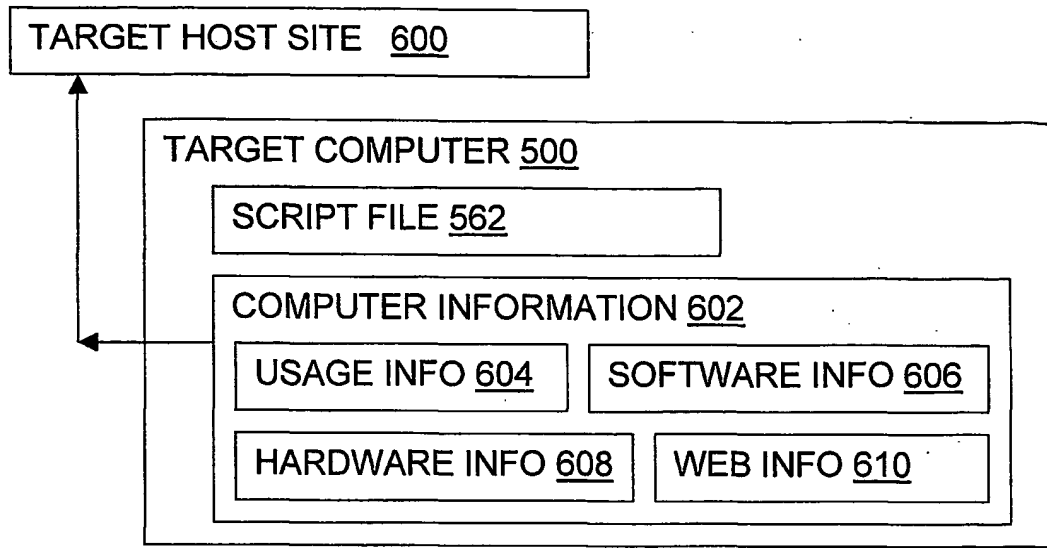 TARGET HOST SITE 600
TARGET COMPUTER 500
SCRIPT FILE 562
COMPUTER INFORMATION 602
USAGE INFO 604
SOFTWARE INFO 606
HARDWARE INFO 608
WEB INFO 610